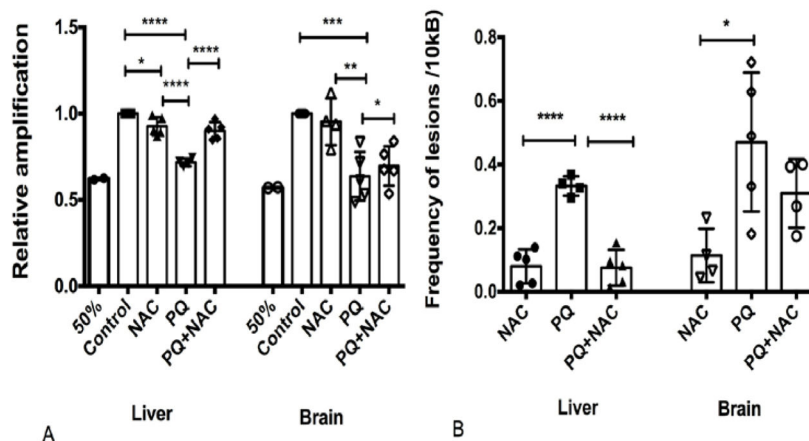 Relative amplification
1.5
1.0
0.5
0.0
****
*
****
****
***
**
*
50%
Control
NAC
PQ
PQ+NAC
50%
Control
NAC
PQ
PQ+NAC
Liver
Brain
A
Frequency of lesions /10kB
0.8
0.6
0.4
0.2
0.0
****
****
*
NAC
PQ
PQ+NAC
NAC
PQ
PQ+NAC
Liver
Brain
B